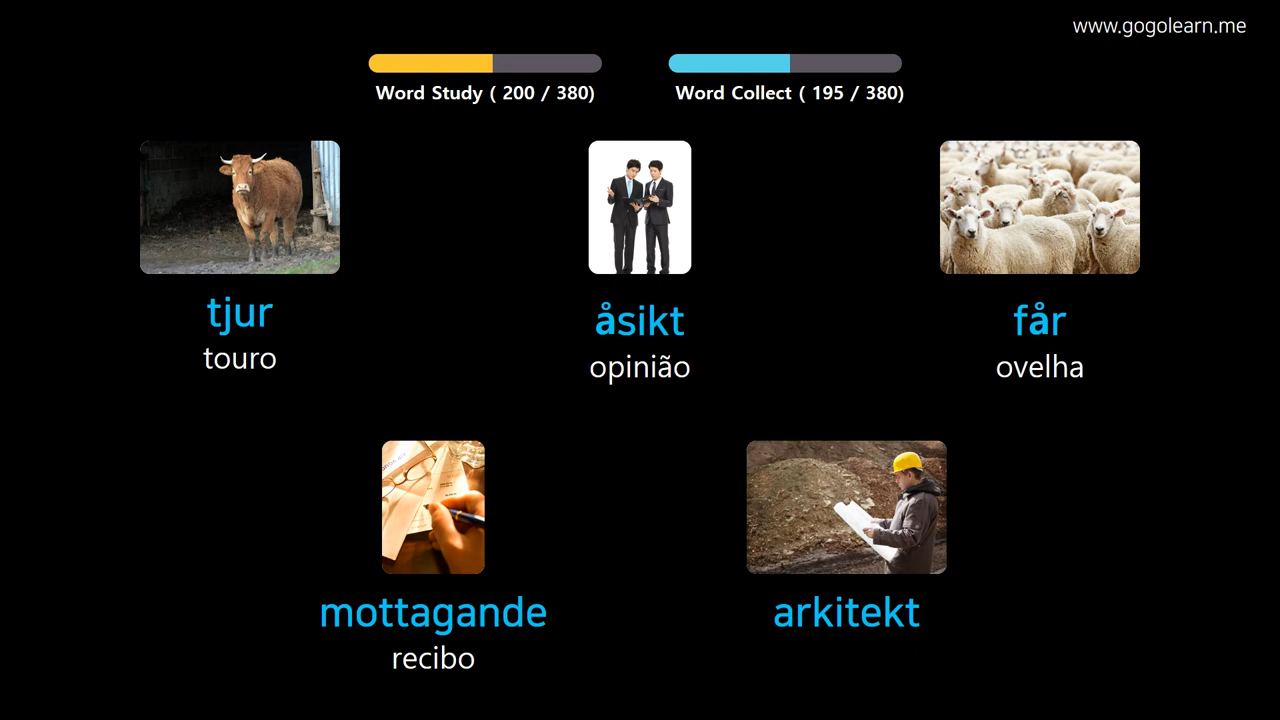 www.gogolearn.me
Word Study ( 200 / 380)
Word Collect ( 195 / 380)
tjur
touro
åsikt
opinião
får
ovelha
mottagande
recibo
arkitekt